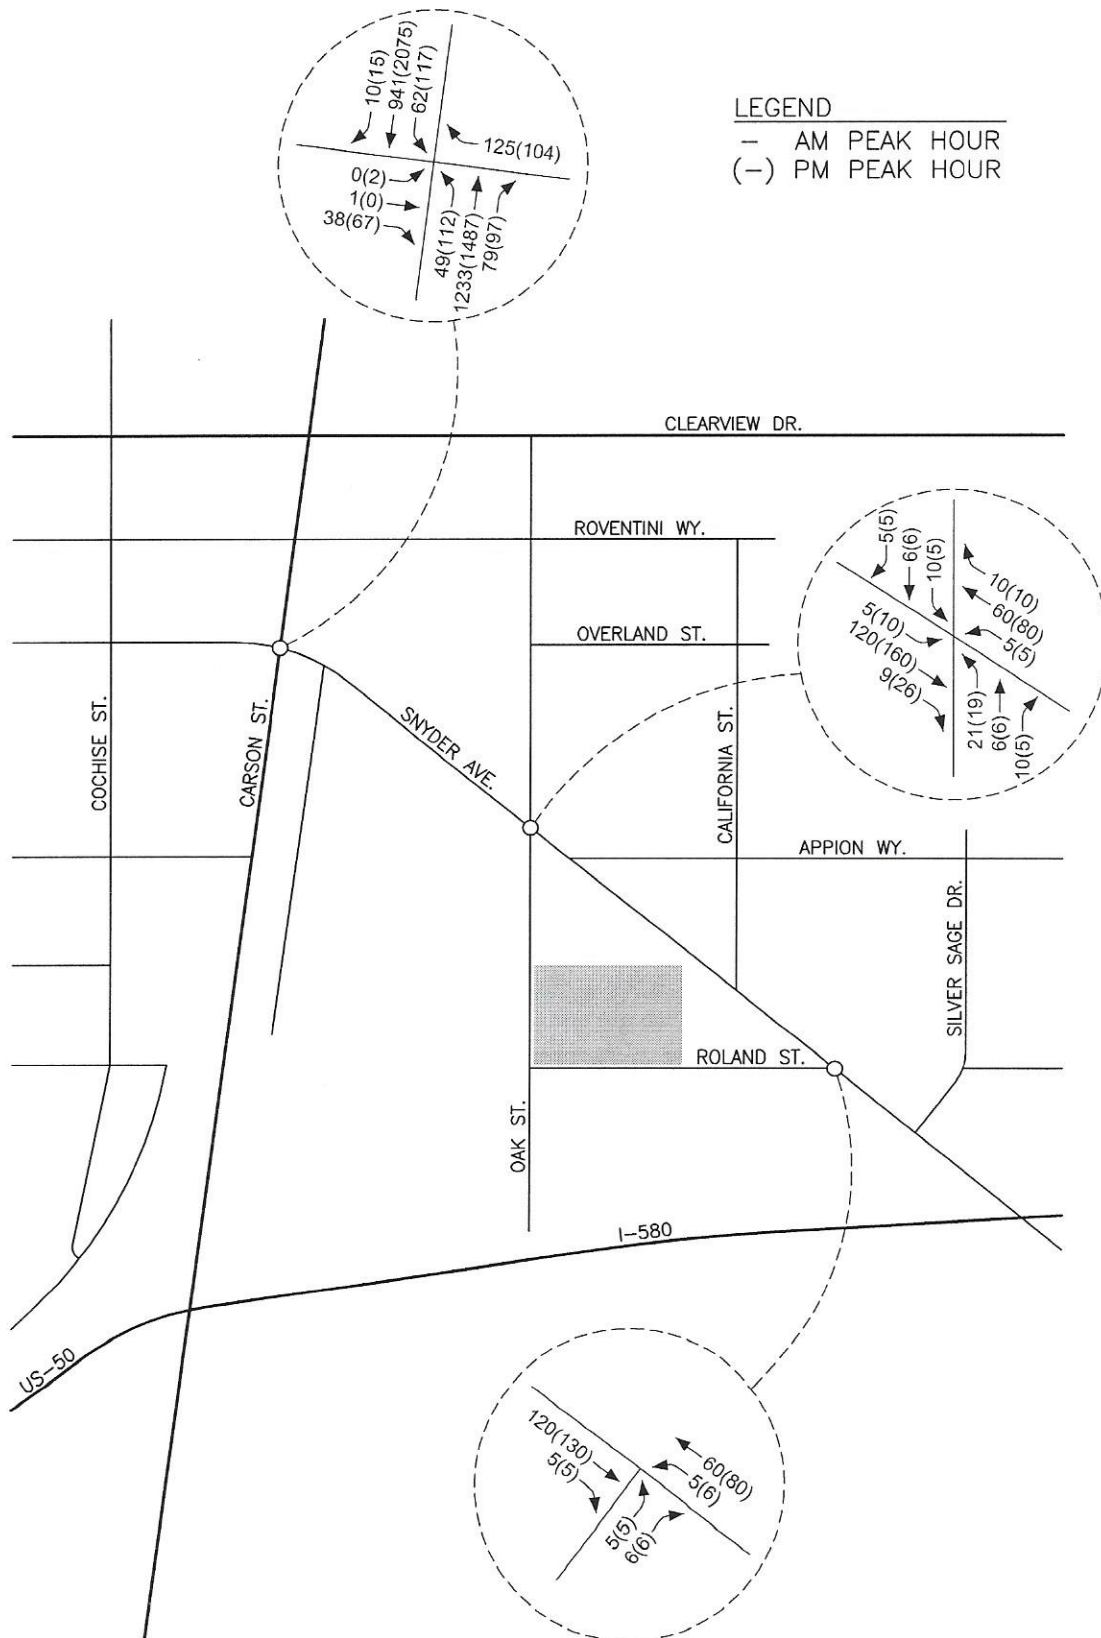 10(15)
941(2075)
62(117)
125(104)
0(2)
1(0)
38(67)
49(112)
1233(1487)
79(97)
LEGEND
– AM PEAK HOUR
(–) PM PEAK HOUR
CLEARVIEW DR.
ROVENTINI WY.
OVERLAND ST.
COCHISE ST.
CARSON ST.
SNYDER AVE.
CALIFORNIA ST.
5(5)
6(6)
10(5)
10(10)
60(80)
5(5)
5(10)
120(160)
9(26)
21(19)
6(6)
10(5)
APPION WY.
SILVER SAGE DR.
ROLAND ST.
OAK ST.
I–580
US–50
120(130)
5(5)
60(80)
5(6)
5(5)
6(6)